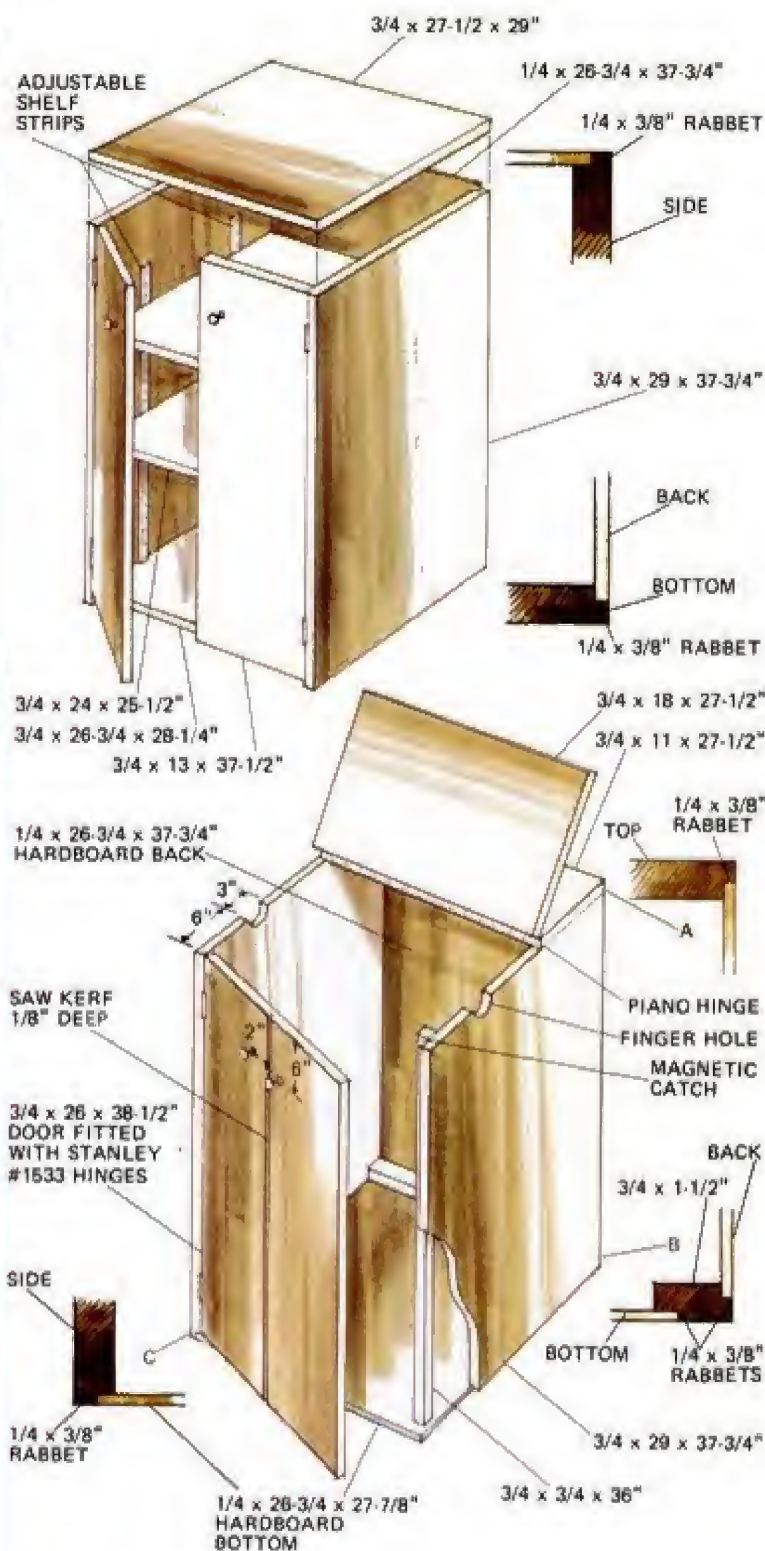 3/4 x 27-1/2 x 29"
ADJUSTABLE
SHELF
STRIPS
1/4 x 26-3/4 x 37-3/4"
1/4 x 3/8" RABBET
SIDE
3/4 x 29 x 37-3/4"
BACK
BOTTOM
1/4 x 3/8" RABBET
3/4 x 24 x 25-1/2"
3/4 x 26-3/4 x 28-1/4"
3/4 x 13 x 37-1/2"
3/4 x 18 x 27-1/2"
3/4 x 11 x 27-1/2"
1/4 x 26-3/4 x 37-3/4"
HARDBOARD BACK
TOP
1/4 x 3/8"
RABBET
3"
6"
A
SAW KERF
1/8" DEEP
2"
6"
PIANO HINGE
FINGER HOLE
MAGNETIC
CATCH
3/4 x 26 x 38-1/2"
DOOR FITTED
WITH STANLEY
#1533 HINGES
BACK
3/4 x 1-1/2"
B
SIDE
C
BOTTOM
1/4 x 3/8"
RABBETS
1/4 x 3/8"
RABBET
3/4 x 29 x 37-3/4"
3/4 x 3/4 x 36"
1/4 x 26-3/4 x 27-7/8"
HARDBOARD
BOTTOM